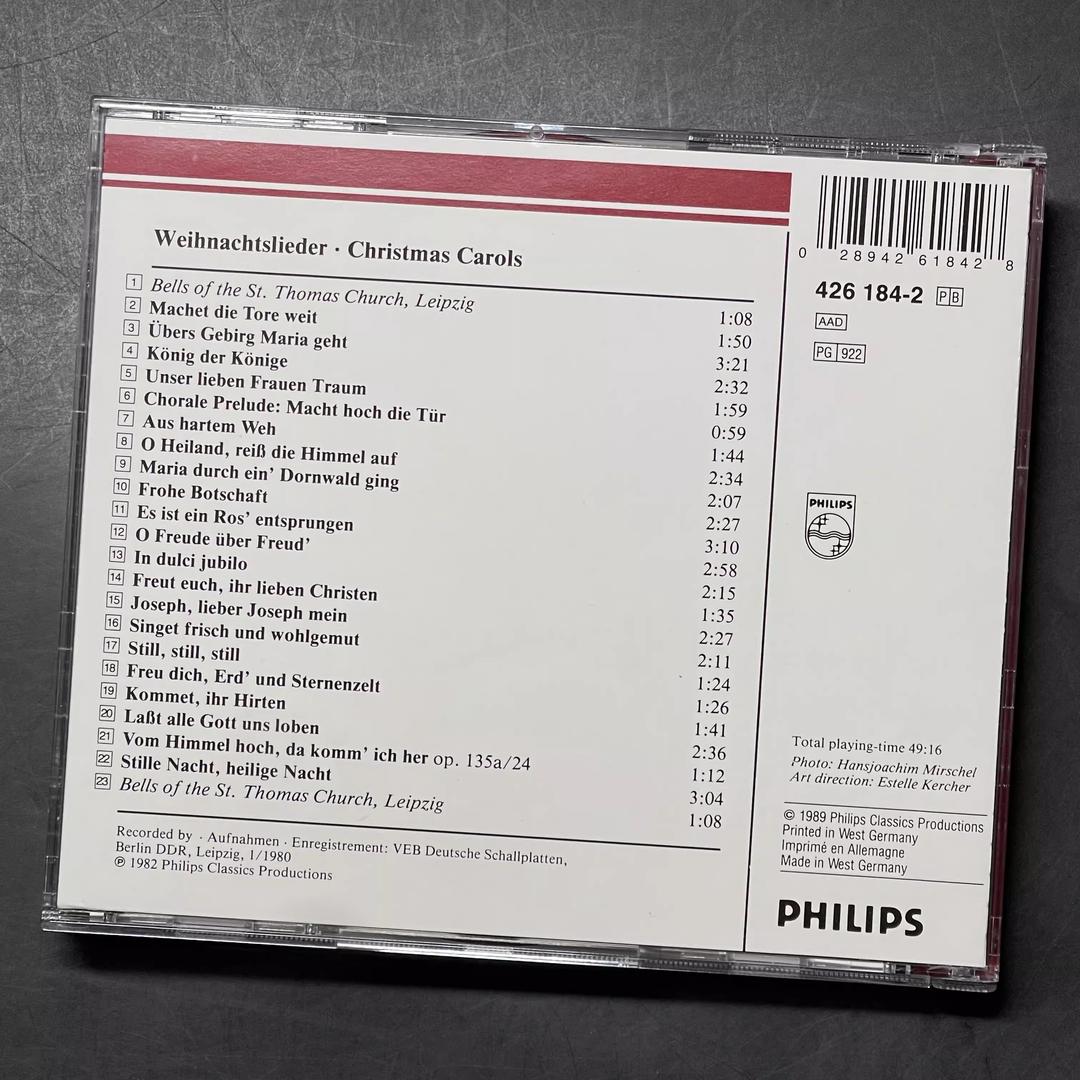 Weihnachtslieder · Christmas Carols
1 Bells of the St. Thomas Church, Leipzig 1:08
2 Machet die Tore weit 1:50
3 Übers Gebirg Maria geht 3:21
4 König der Könige 2:32
5 Unser lieben Frauen Traum 1:59
6 Chorale Prelude: Macht hoch die Tür 0:59
7 Aus hartem Weh 1:44
8 O Heiland, reiß die Himmel auf 2:34
9 Maria durch ein' Dornwald ging 2:07
10 Frohe Botschaft 2:27
11 Es ist ein Ros' entsprungen 3:10
12 O Freude über Freud' 2:58
13 In dulci jubilo 2:15
14 Freut euch, ihr lieben Christen 1:35
15 Joseph, lieber Joseph mein 2:27
16 Singet frisch und wohlgemut 2:11
17 Still, still, still 1:24
18 Freu dich, Erd' und Sternenzelt 1:26
19 Kommet, ihr Hirten 1:41
20 Laßt alle Gott uns loben 2:36
21 Vom Himmel hoch, da komm' ich her op. 135a/24 1:12
22 Stille Nacht, heilige Nacht 3:04
23 Bells of the St. Thomas Church, Leipzig 1:08
Recorded by · Aufnahmen · Enregistrement: VEB Deutsche Schallplatten,
Berlin DDR, Leipzig, 1/1980
℗ 1982 Philips Classics Productions
0 28942 61842 8
426 184-2 PB
AAD
PG 922
PHILIPS
Total playing-time 49:16
Photo: Hansjoachim Mirschel
Art direction: Estelle Kercher
© 1989 Philips Classics Productions
Printed in West Germany
Imprimé en Allemagne
Made in West Germany
PHILIPS